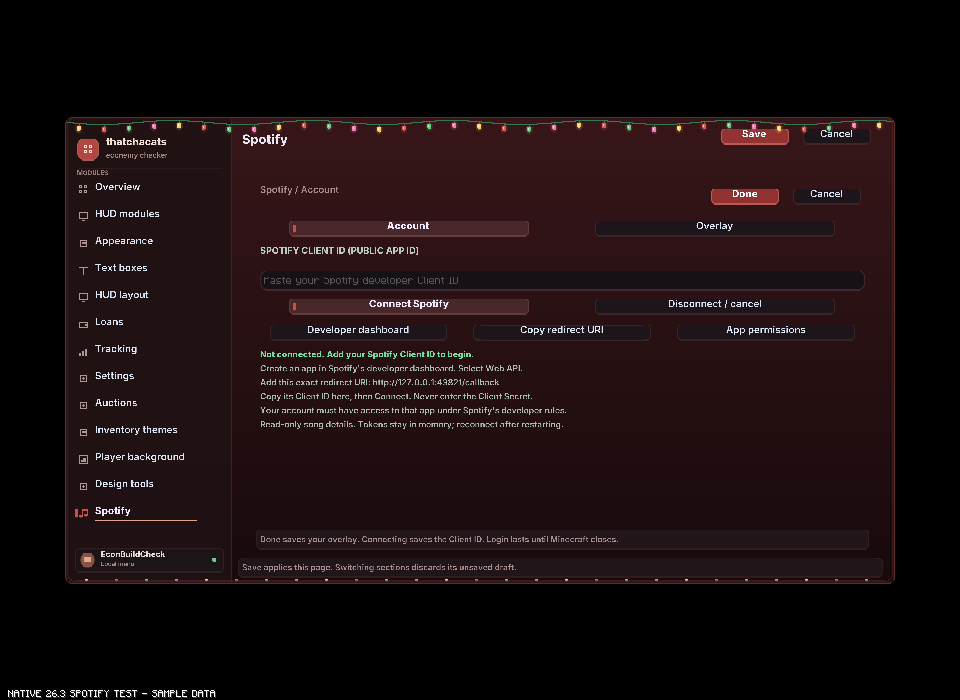 thatchacats
economy checker
MODULES
Overview
HUD modules
Appearance
Text boxes
HUD layout
Loans
Tracking
Settings
Auctions
Inventory themes
Player background
Design tools
Spotify
EconBuildCheck
Local menu
Spotify
Save
Cancel
Spotify / Account
Done
Cancel
Account
Overlay
SPOTIFY CLIENT ID (PUBLIC APP ID)
Paste your Spotify developer Client ID
Connect Spotify
Disconnect / cancel
Developer dashboard
Copy redirect URI
App permissions
Not connected. Add your Spotify Client ID to begin.
Create an app in Spotify's developer dashboard. Select Web API.
Add this exact redirect URI: http://127.0.0.1:43821/callback
Copy its Client ID here, then Connect. Never enter the Client Secret.
Your account must have access to that app under Spotify's developer rules.
Read-only song details. Tokens stay in memory; reconnect after restarting.
Done saves your overlay. Connecting saves the Client ID. Login lasts until Minecraft closes.
Save applies this page. Switching sections discards its unsaved draft.
NATIVE 26.3 SPOTIFY TEST — SAMPLE DATA